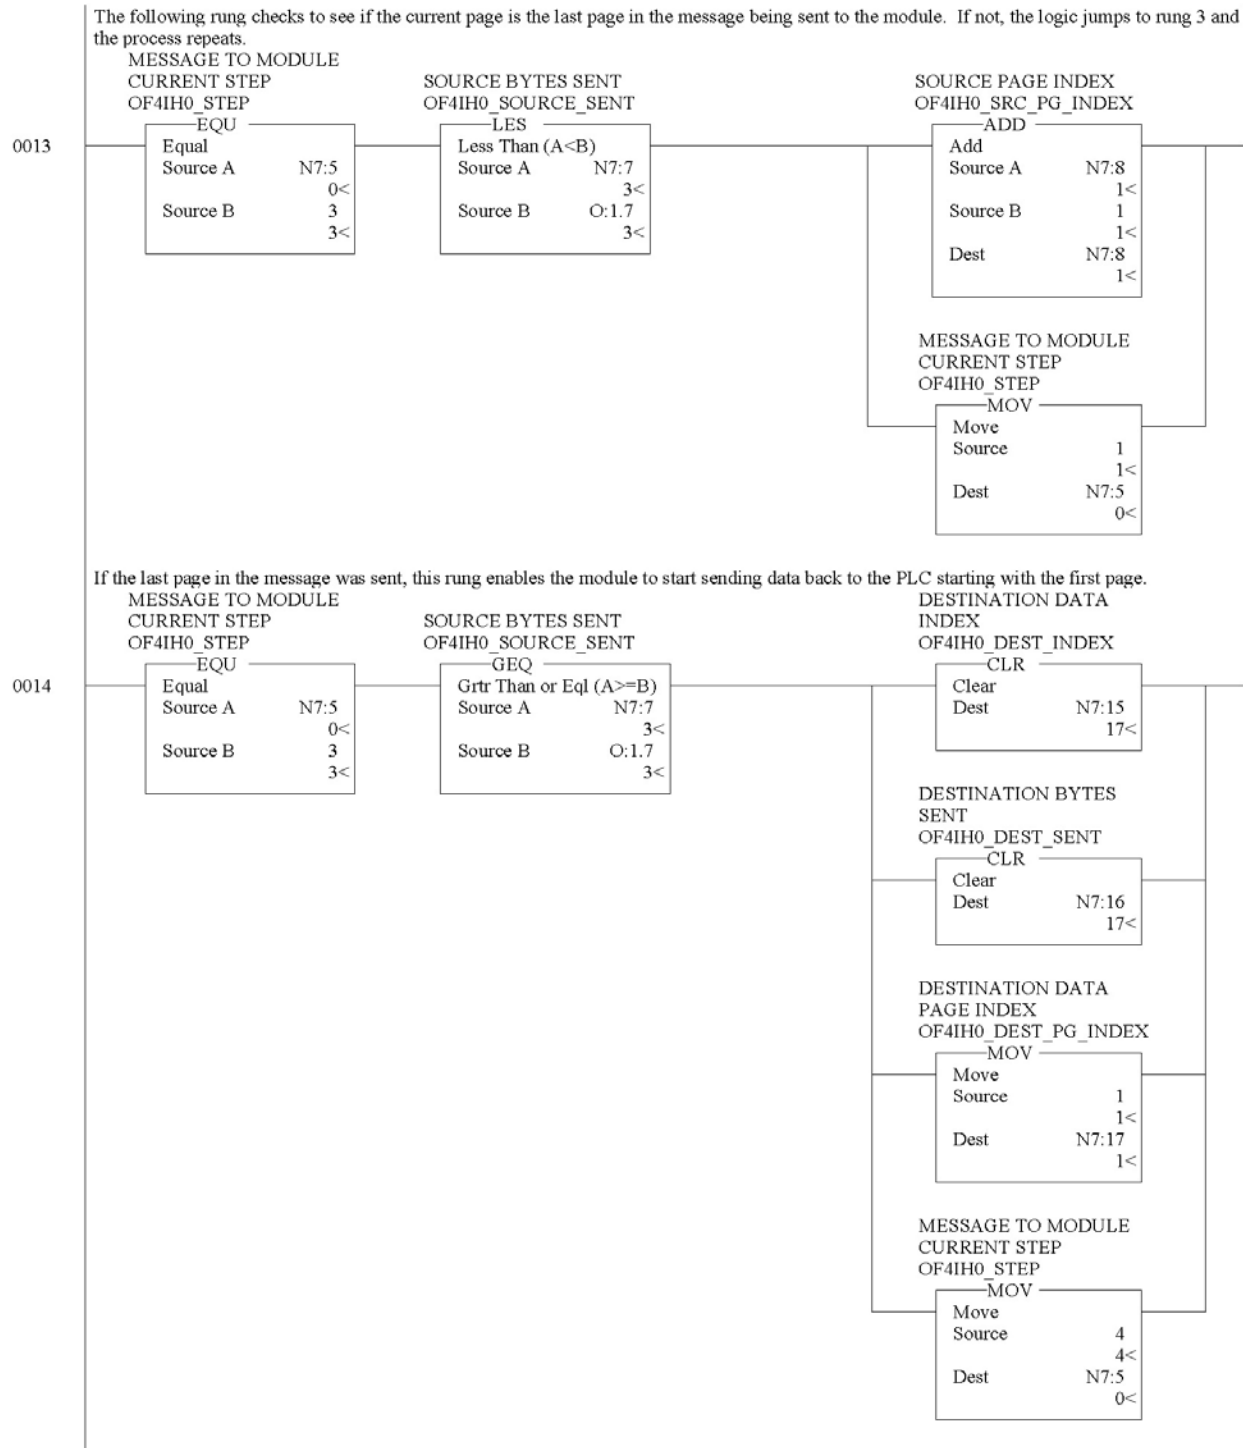 The following rung checks to see if the current page is the last page in the message being sent to the module.  If not, the logic jumps to rung 3 and
the process repeats.
MESSAGE TO MODULE
CURRENT STEP
OF4IH0_STEP
EQU
Equal
Source A N7:5
0<
Source B 3
3<
SOURCE BYTES SENT
OF4IH0_SOURCE_SENT
LES
Less Than (A<B)
Source A N7:7
3<
Source B O:1.7
3<
SOURCE PAGE INDEX
OF4IH0_SRC_PG_INDEX
ADD
Add
Source A N7:8
1<
Source B 1
1<
Dest N7:8
1<
0013
MESSAGE TO MODULE
CURRENT STEP
OF4IH0_STEP
MOV
Move
Source 1
1<
Dest N7:5
0<
If the last page in the message was sent, this rung enables the module to start sending data back to the PLC starting with the first page.
MESSAGE TO MODULE
CURRENT STEP
OF4IH0_STEP
EQU
Equal
Source A N7:5
0<
Source B 3
3<
SOURCE BYTES SENT
OF4IH0_SOURCE_SENT
GEQ
Grtr Than or Eql (A>=B)
Source A N7:7
3<
Source B O:1.7
3<
DESTINATION DATA
INDEX
OF4IH0_DEST_INDEX
CLR
Clear
Dest N7:15
17<
0014
DESTINATION BYTES
SENT
OF4IH0_DEST_SENT
CLR
Clear
Dest N7:16
17<
DESTINATION DATA
PAGE INDEX
OF4IH0_DEST_PG_INDEX
MOV
Move
Source 1
1<
Dest N7:17
1<
MESSAGE TO MODULE
CURRENT STEP
OF4IH0_STEP
MOV
Move
Source 4
4<
Dest N7:5
0<